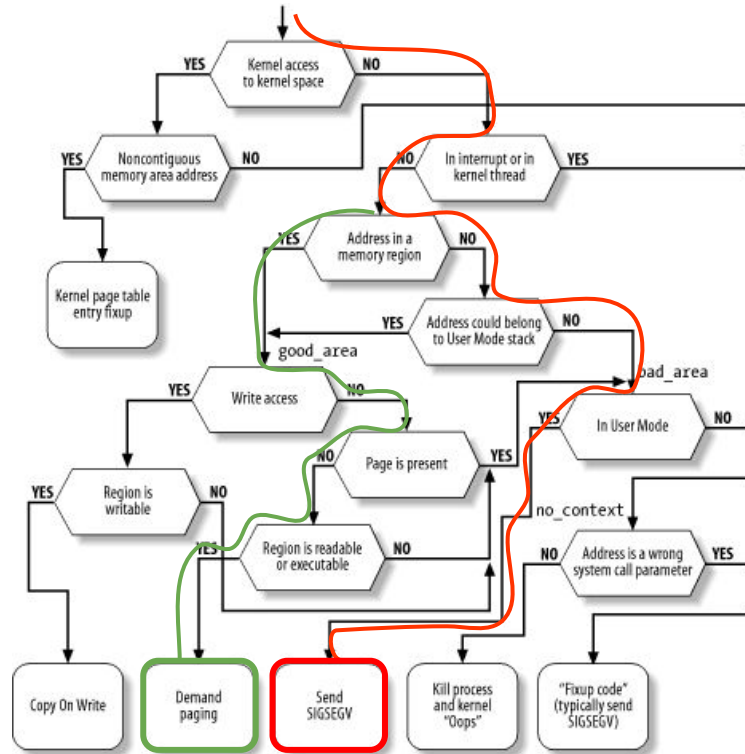 Kernel access
to kernel space
YES
NO
Noncontiguous
memory area address
YES
NO
In interrupt or in
kernel thread
NO
YES
Kernel page table
entry fixup
Address in a
memory region
YES
NO
Address could belong
to User Mode stack
YES
NO
good_area
bad_area
Write access
YES
NO
In User Mode
YES
NO
Page is present
NO
YES
Region is
writable
YES
NO
no_context
Region is readable
or executable
YES
NO
Address is a wrong
system call parameter
NO
YES
Copy On Write
Demand
paging
Send
SIGSEGV
Kill process
and kernel
"Oops"
"Fixup code"
(typically send
SIGSEGV)